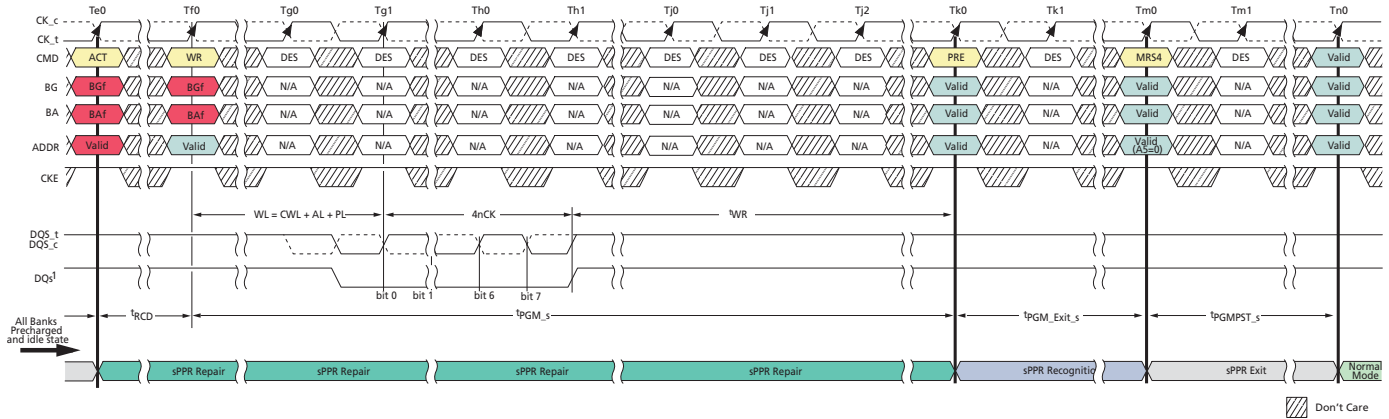 Te0 Tf0 Tg0 Tg1 Th0 Th1 Tj0 Tj1 Tj2 Tk0 Tk1 Tm0 Tm1 Tn0
CK_c
CK_t
CMD ACT WR DES DES DES DES DES DES DES PRE DES MRS4 DES Valid
BG BGf BGf N/A N/A N/A N/A N/A N/A N/A Valid N/A Valid N/A Valid
BA BAf BAf N/A N/A N/A N/A N/A N/A N/A Valid N/A Valid N/A Valid
ADDR Valid Valid N/A N/A N/A N/A N/A N/A N/A Valid N/A Valid N/A Valid
(A5=0)
CKE
WL = CWL + AL + PL 4nCK tWR
DQS_t
DQS_c
DQs1
bit 0 bit 1 bit 6 bit 7
tRCD tPGM_s tPGM_Exit_s tPGMPST_s
All Banks
Precharged
and idle state
sPPR Repair sPPR Repair sPPR Repair sPPR Repair sPPR Recognitic sPPR Exit Normal
Mode
Don't Care